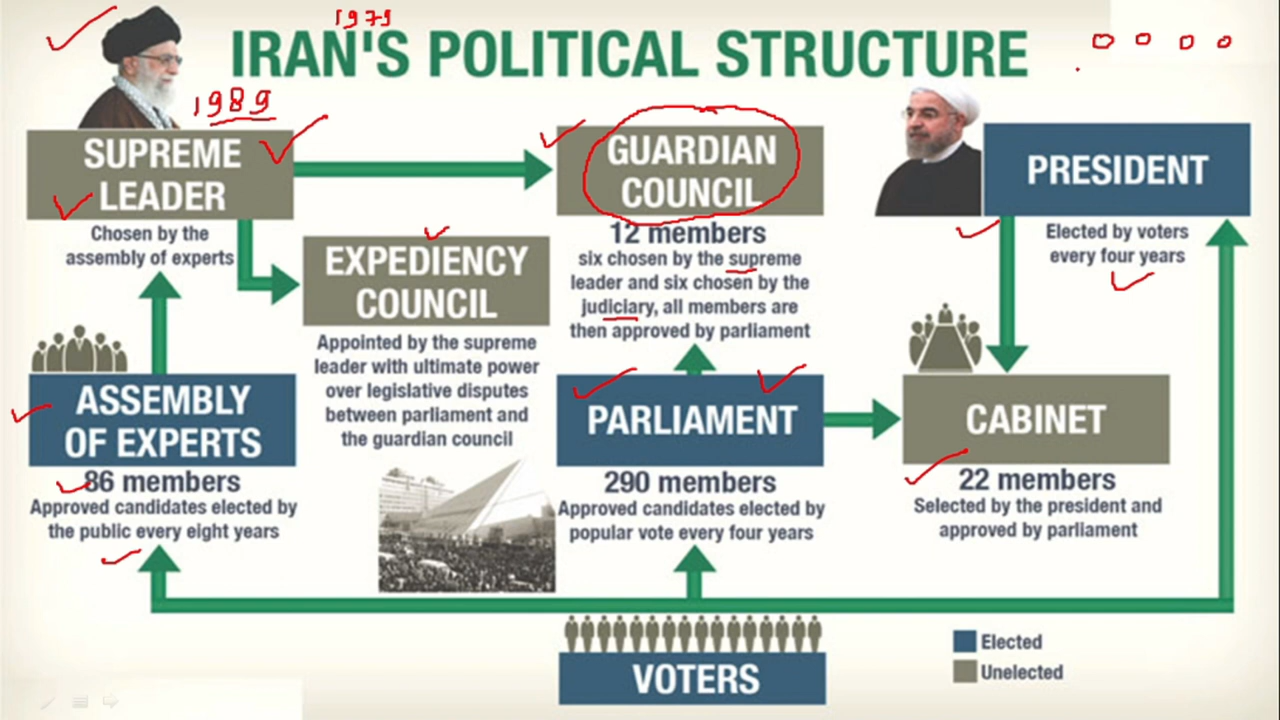 1979
IRAN'S POLITICAL STRUCTURE
1989
SUPREME
LEADER
Chosen by the
assembly of experts
GUARDIAN
COUNCIL
12 members
six chosen by the supreme
leader and six chosen by the
judiciary, all members are
then approved by parliament
PRESIDENT
Elected by voters
every four years
EXPEDIENCY
COUNCIL
Appointed by the supreme
leader with ultimate power
over legislative disputes
between parliament and
the guardian council
ASSEMBLY
OF EXPERTS
86 members
Approved candidates elected by
the public every eight years
PARLIAMENT
290 members
Approved candidates elected by
popular vote every four years
CABINET
22 members
Selected by the president and
approved by parliament
VOTERS
Elected
Unelected